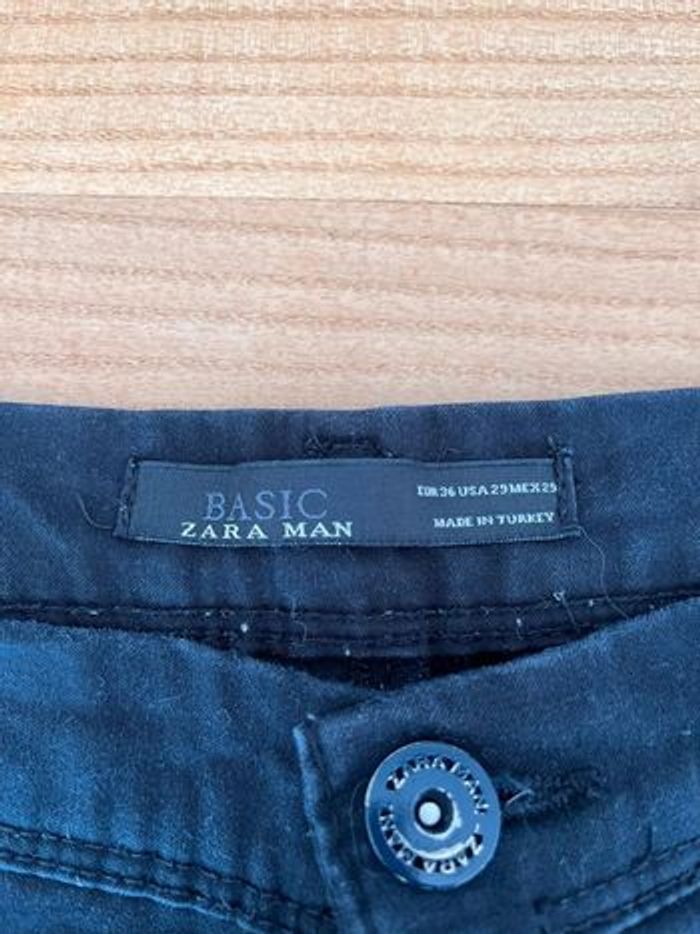 BASIC
ZARA MAN
EUR 36 USA 29 MEX 29
MADE IN TURKEY
ZARA MAN
ZARA MAN